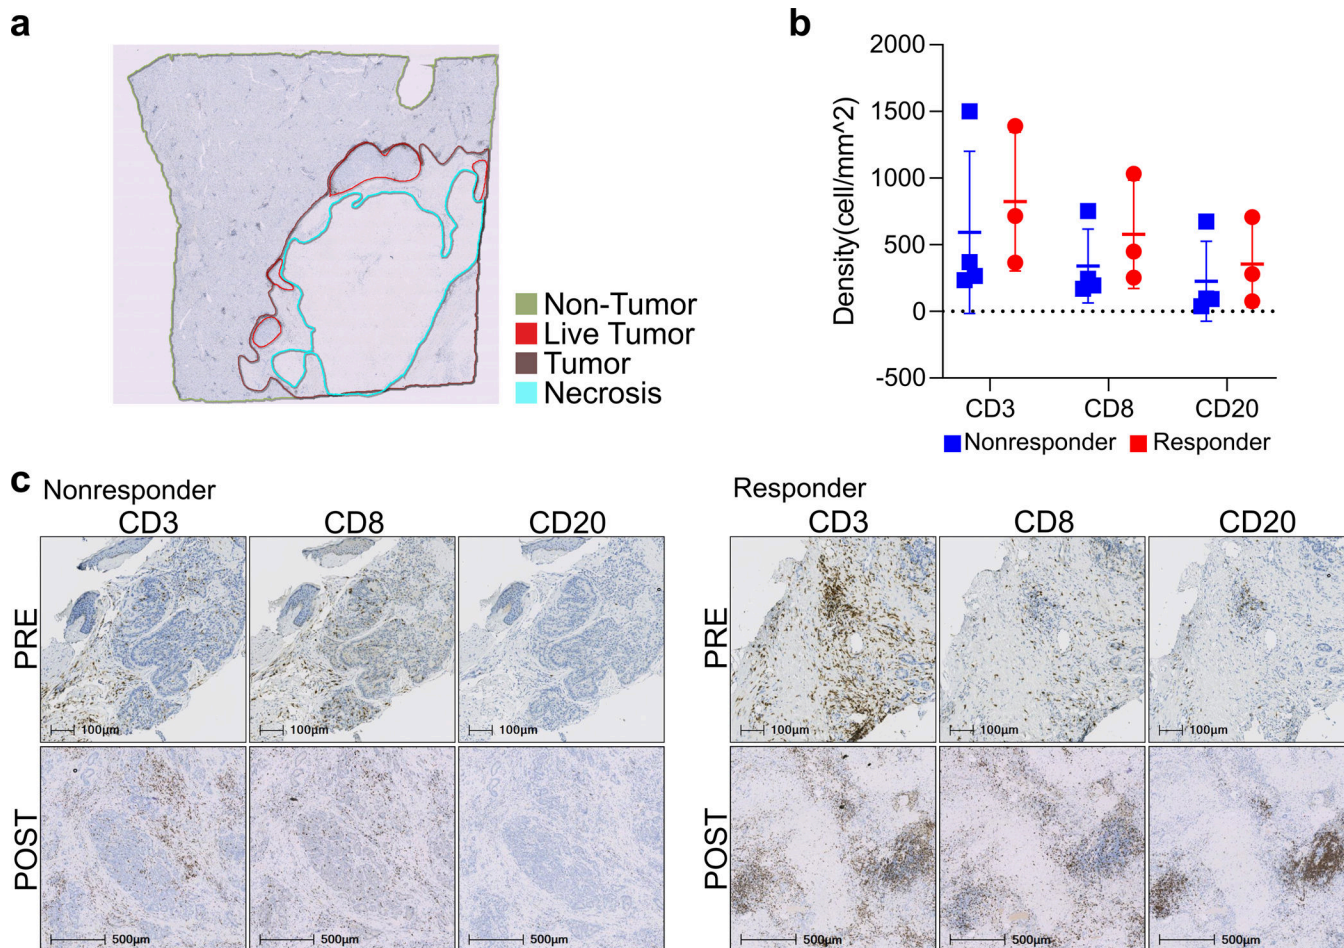 a
Non-Tumor
Live Tumor
Tumor
Necrosis
b
Density(cell/mm^2)
2000
1500
1000
500
0
-500
CD3 CD8 CD20
Nonresponder Responder
c
Nonresponder
CD3 CD8 CD20
PRE
100µm 100µm 100µm
POST
500µm 500µm 500µm
Responder
CD3 CD8 CD20
PRE
100µm 100µm 100µm
POST
500µm 500µm 500µm